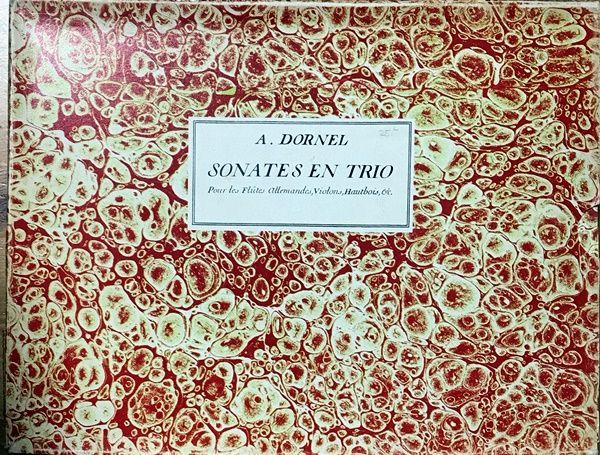 A. DORNEL
SONATES EN TRIO
Pour les Flûtes Allemandes, Violons, Hautbois, &c.